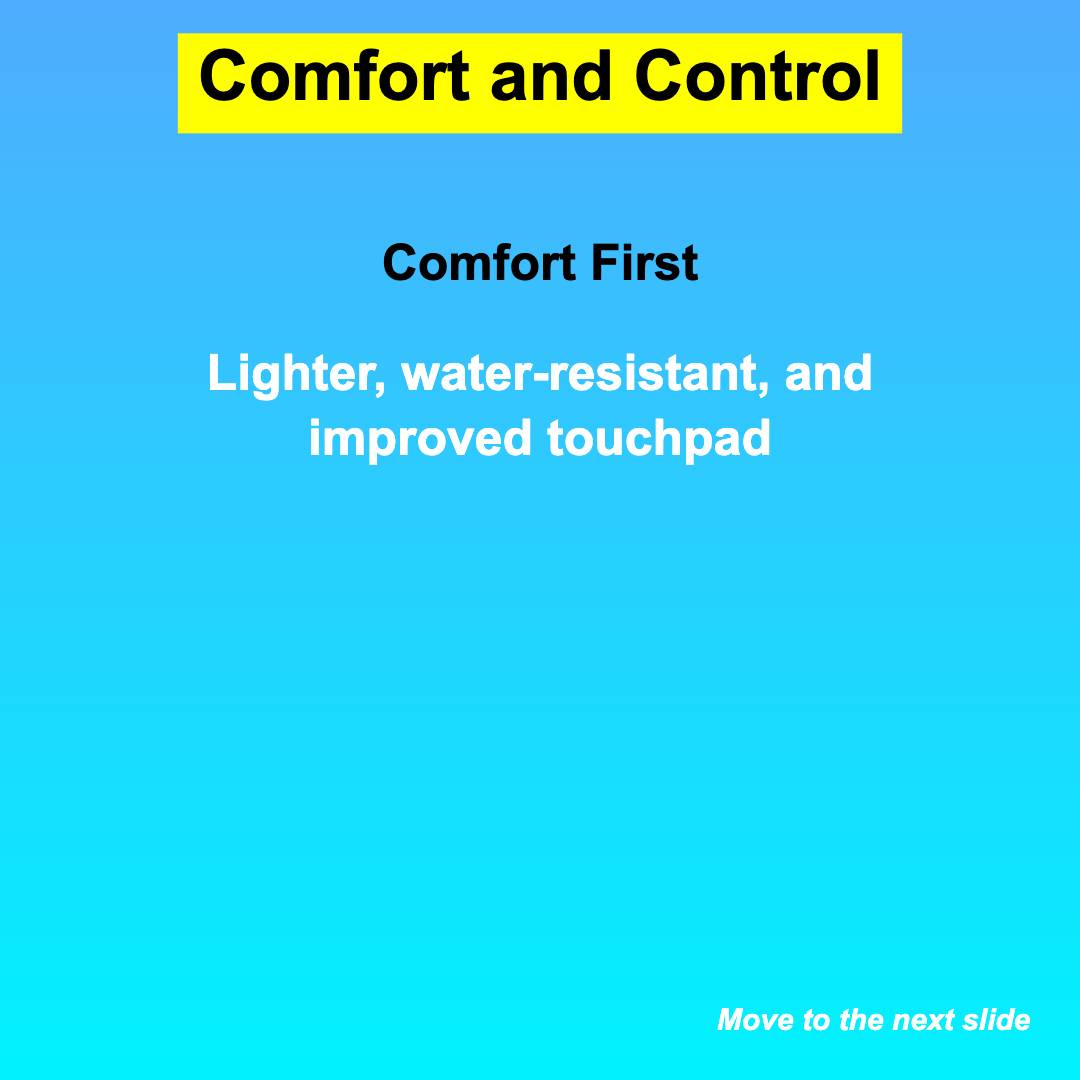 Comfort and Control
Comfort First
Lighter, water-resistant, and
improved touchpad
Move to the next slide